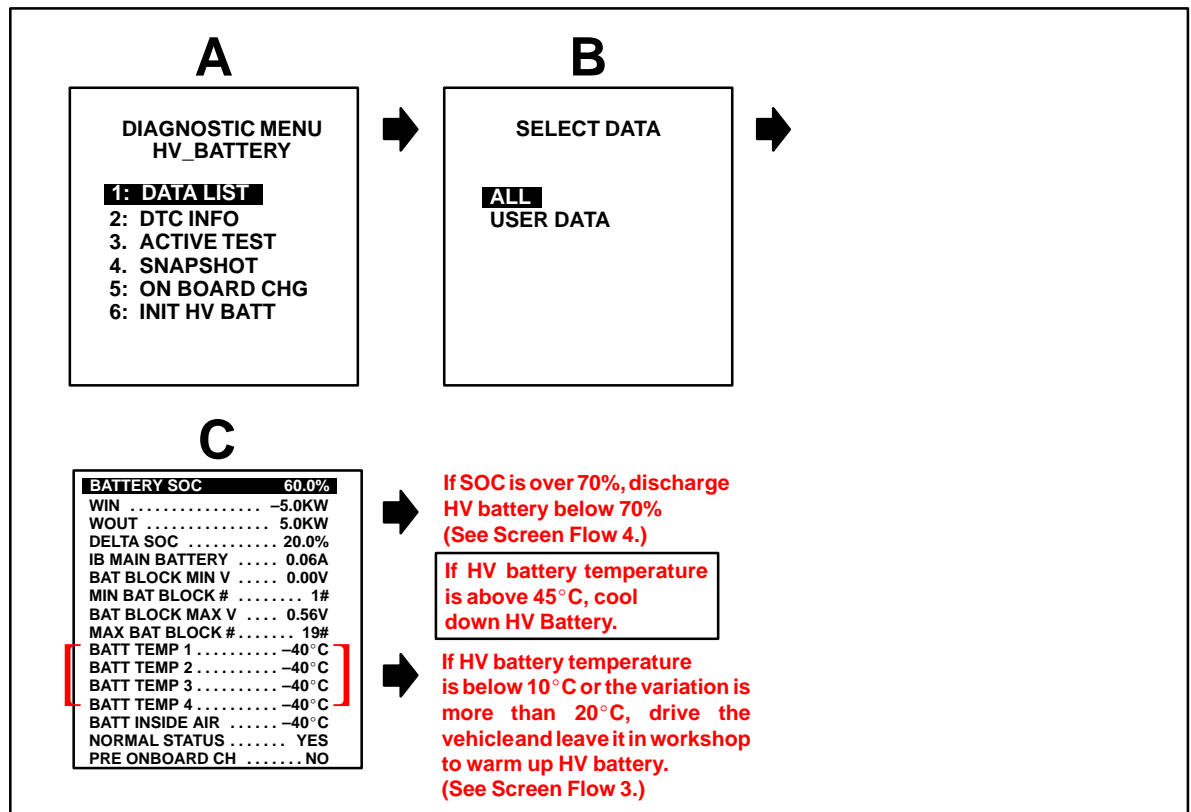 A
B
DIAGNOSTIC MENU
HV_BATTERY
1: DATA LIST
2: DTC INFO
3. ACTIVE TEST
4. SNAPSHOT
5: ON BOARD CHG
6: INIT HV BATT
SELECT DATA
ALL
USER DATA
C
BATTERY SOC 60.0%
WIN ................ –5.0KW
WOUT ............... 5.0KW
DELTA SOC ........... 20.0%
IB MAIN BATTERY ..... 0.06A
BAT BLOCK MIN V ..... 0.00V
MIN BAT BLOCK # ........ 1#
BAT BLOCK MAX V .... 0.56V
MAX BAT BLOCK # ....... 19#
BATT TEMP 1 .......... –40°C
BATT TEMP 2 .......... –40°C
BATT TEMP 3 .......... –40°C
BATT TEMP 4 .......... –40°C
BATT INSIDE AIR ...... –40°C
NORMAL STATUS ....... YES
PRE ONBOARD CH ....... NO
If SOC is over 70%, discharge
HV battery below 70%
(See Screen Flow 4.)
If HV battery temperature
is above 45°C, cool
down HV Battery.
If HV battery temperature
is below 10°C or the variation is
more than 20°C, drive the
vehicleand leave it in workshop
to warm up HV battery.
(See Screen Flow 3.)